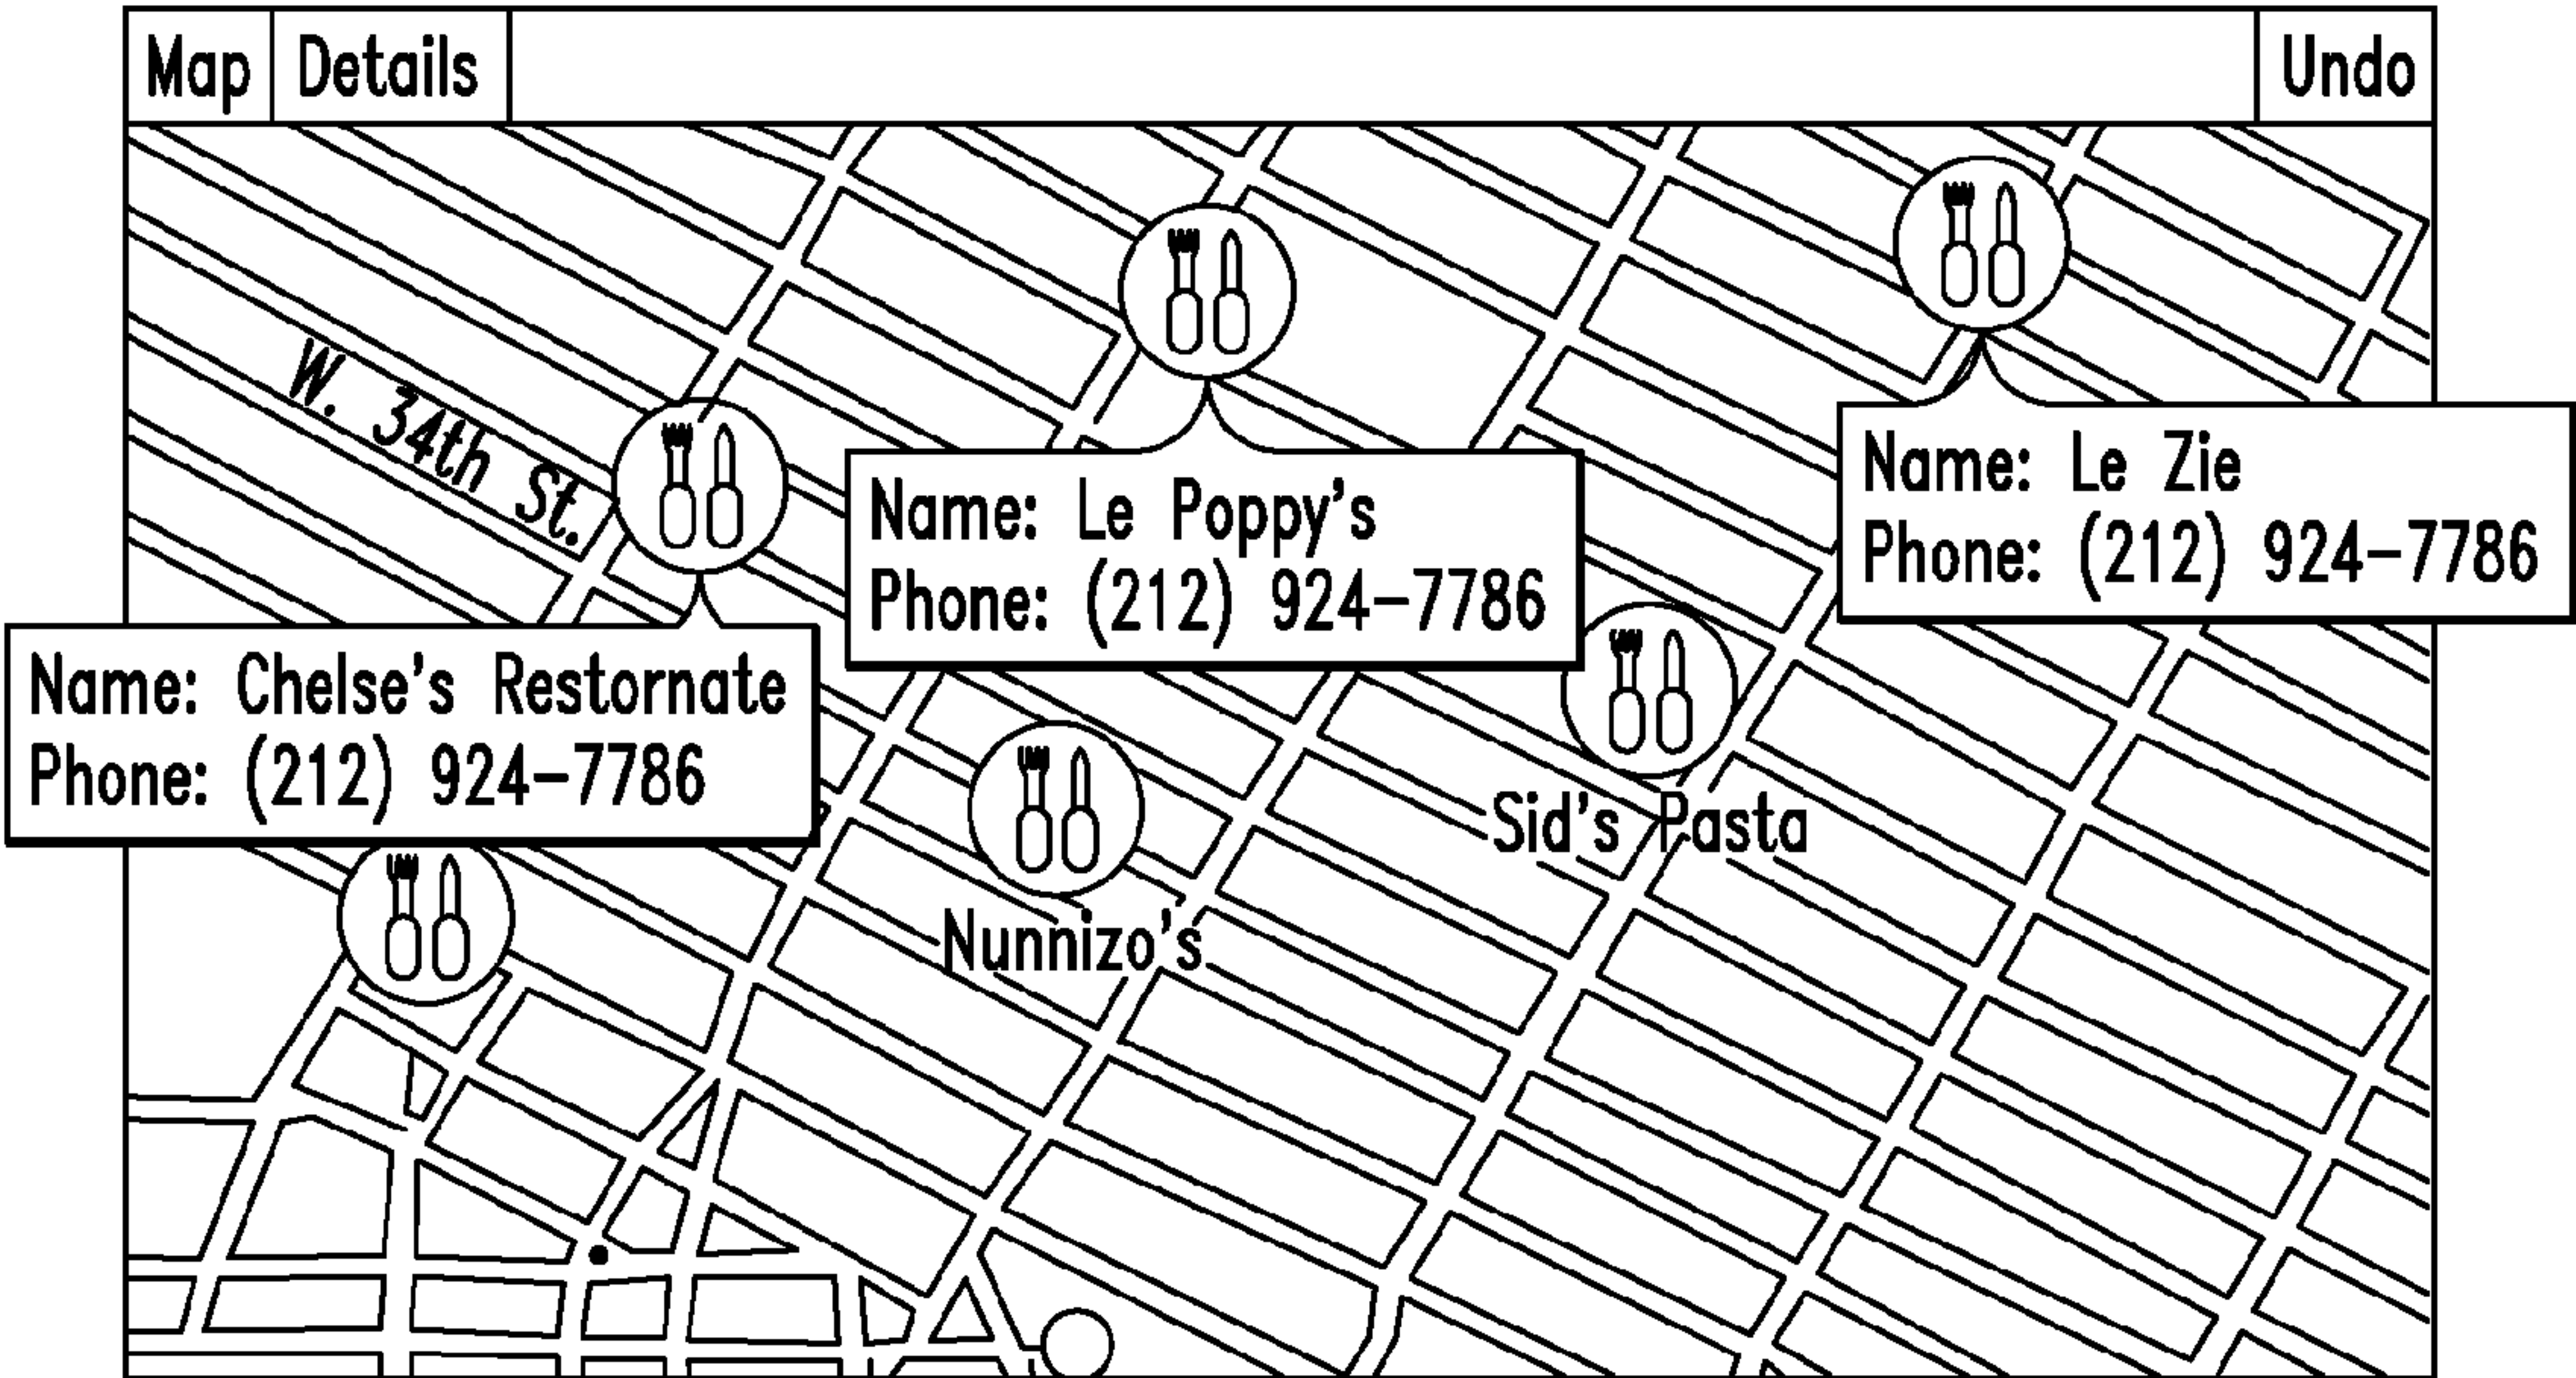 Map Details Undo
W. 34th St.
Name: Le Zie
Phone: (212) 924-7786
Name: Le Poppy's
Phone: (212) 924-7786
Name: Chelse's Restornate
Phone: (212) 924-7786
Sid's Pasta
Nunnizo's